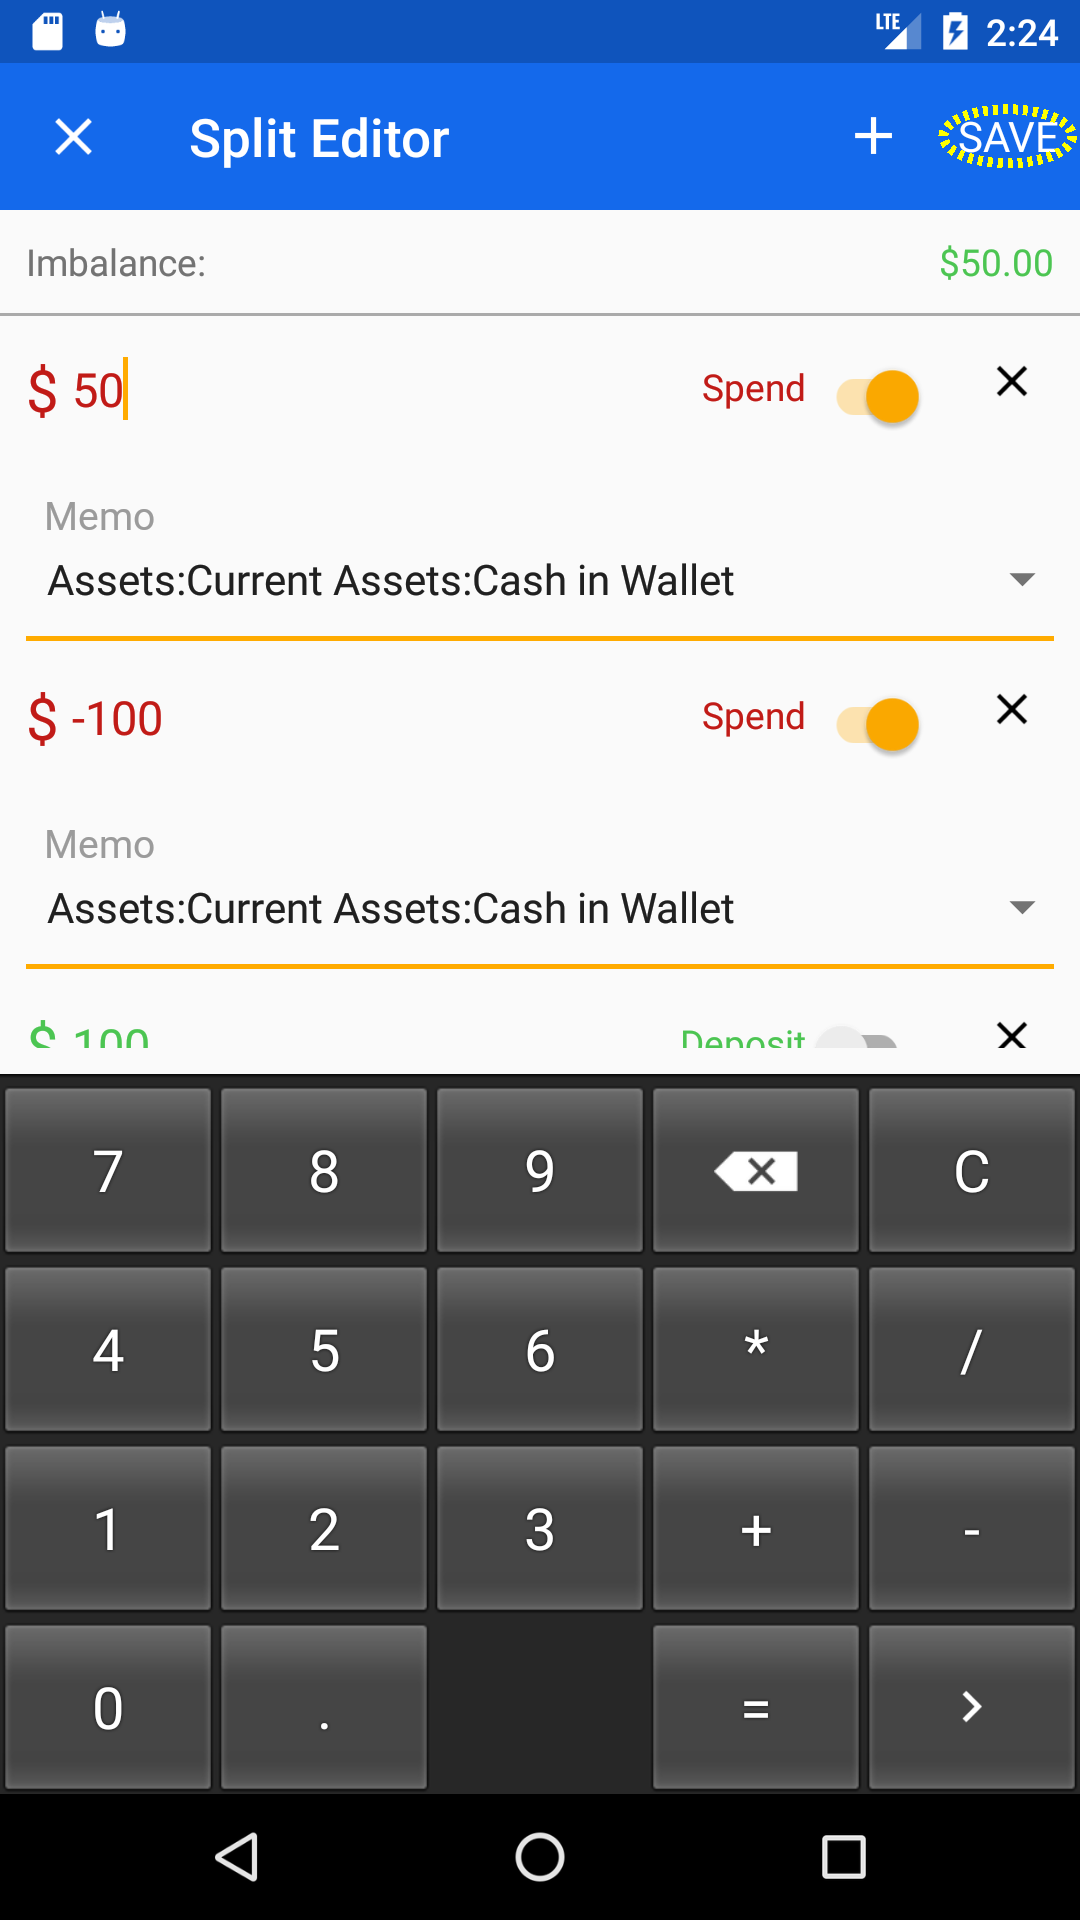 LTE 2:24
Split Editor + SAVE
Imbalance: $50.00
$ 50 Spend
Memo
Assets:Current Assets:Cash in Wallet
$ -100 Spend
Memo
Assets:Current Assets:Cash in Wallet
$ 100 Deposit
7 8 9 C
4 5 6 * /
1 2 3 + -
0 . = >